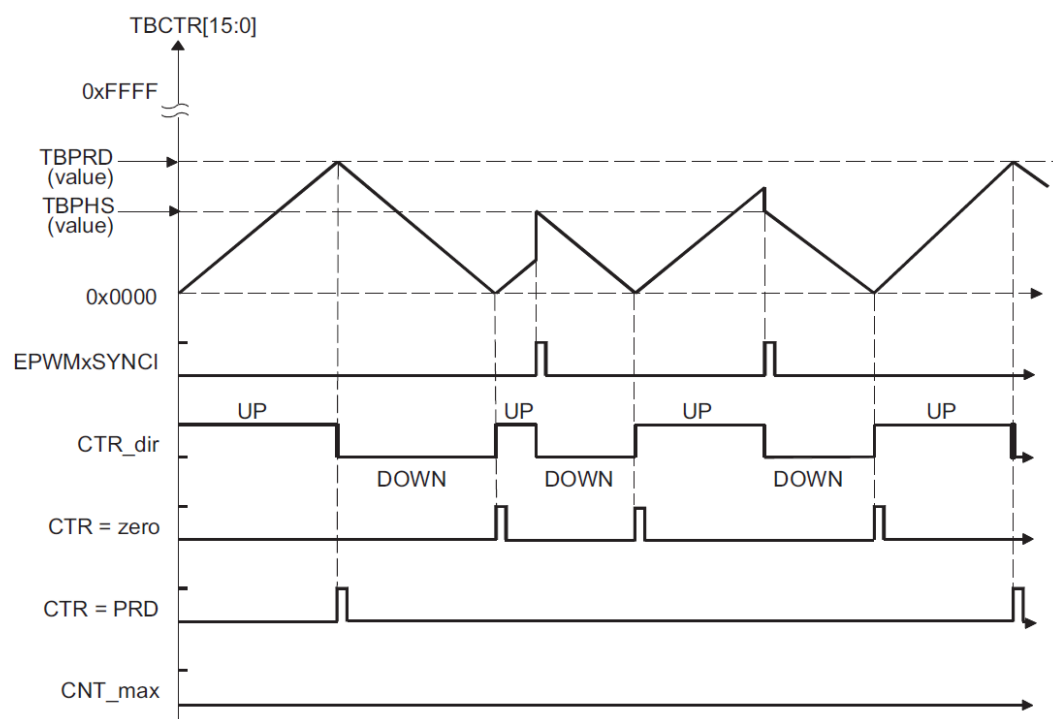 TBCTR[15:0]
0xFFFF
TBPRD
(value)
TBPHS
(value)
0x0000
EPWMxSYNCI
UP UP UP UP
CTR_dir
DOWN DOWN DOWN
CTR = zero
CTR = PRD
CNT_max